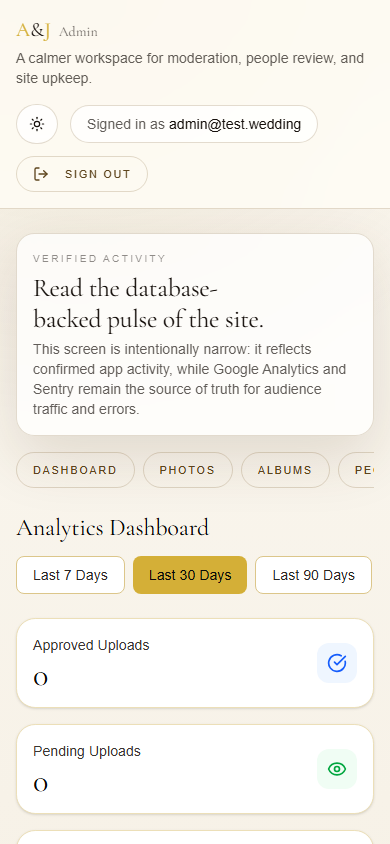 A&J Admin
A calmer workspace for moderation, people review, and
site upkeep.
Signed in as admin@test.wedding
SIGN OUT
VERIFIED ACTIVITY
Read the database-
backed pulse of the site.
This screen is intentionally narrow: it reflects
confirmed app activity, while Google Analytics and
Sentry remain the source of truth for audience
traffic and errors.
DASHBOARD PHOTOS ALBUMS
Analytics Dashboard
Last 7 Days Last 30 Days Last 90 Days
Approved Uploads
0
Pending Uploads
0